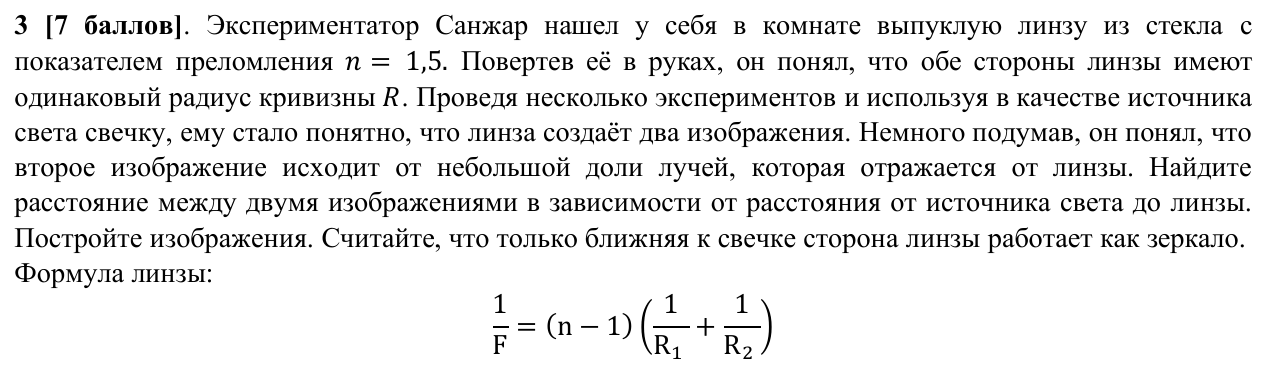 3 [7 баллов]. Экспериментатор Санжар нашел у себя в комнате выпуклую линзу из стекла с
показателем преломления n = 1,5. Повертев её в руках, он понял, что обе стороны линзы имеют
одинаковый радиус кривизны R. Проведя несколько экспериментов и используя в качестве источника
света свечку, ему стало понятно, что линза создаёт два изображения. Немного подумав, он понял, что
второе изображение исходит от небольшой доли лучей, которая отражается от линзы. Найдите
расстояние между двумя изображениями в зависимости от расстояния от источника света до линзы.
Постройте изображения. Считайте, что только ближняя к свечке сторона линзы работает как зеркало.
Формула линзы:
1/F = (n − 1) (1/R₁ + 1/R₂)